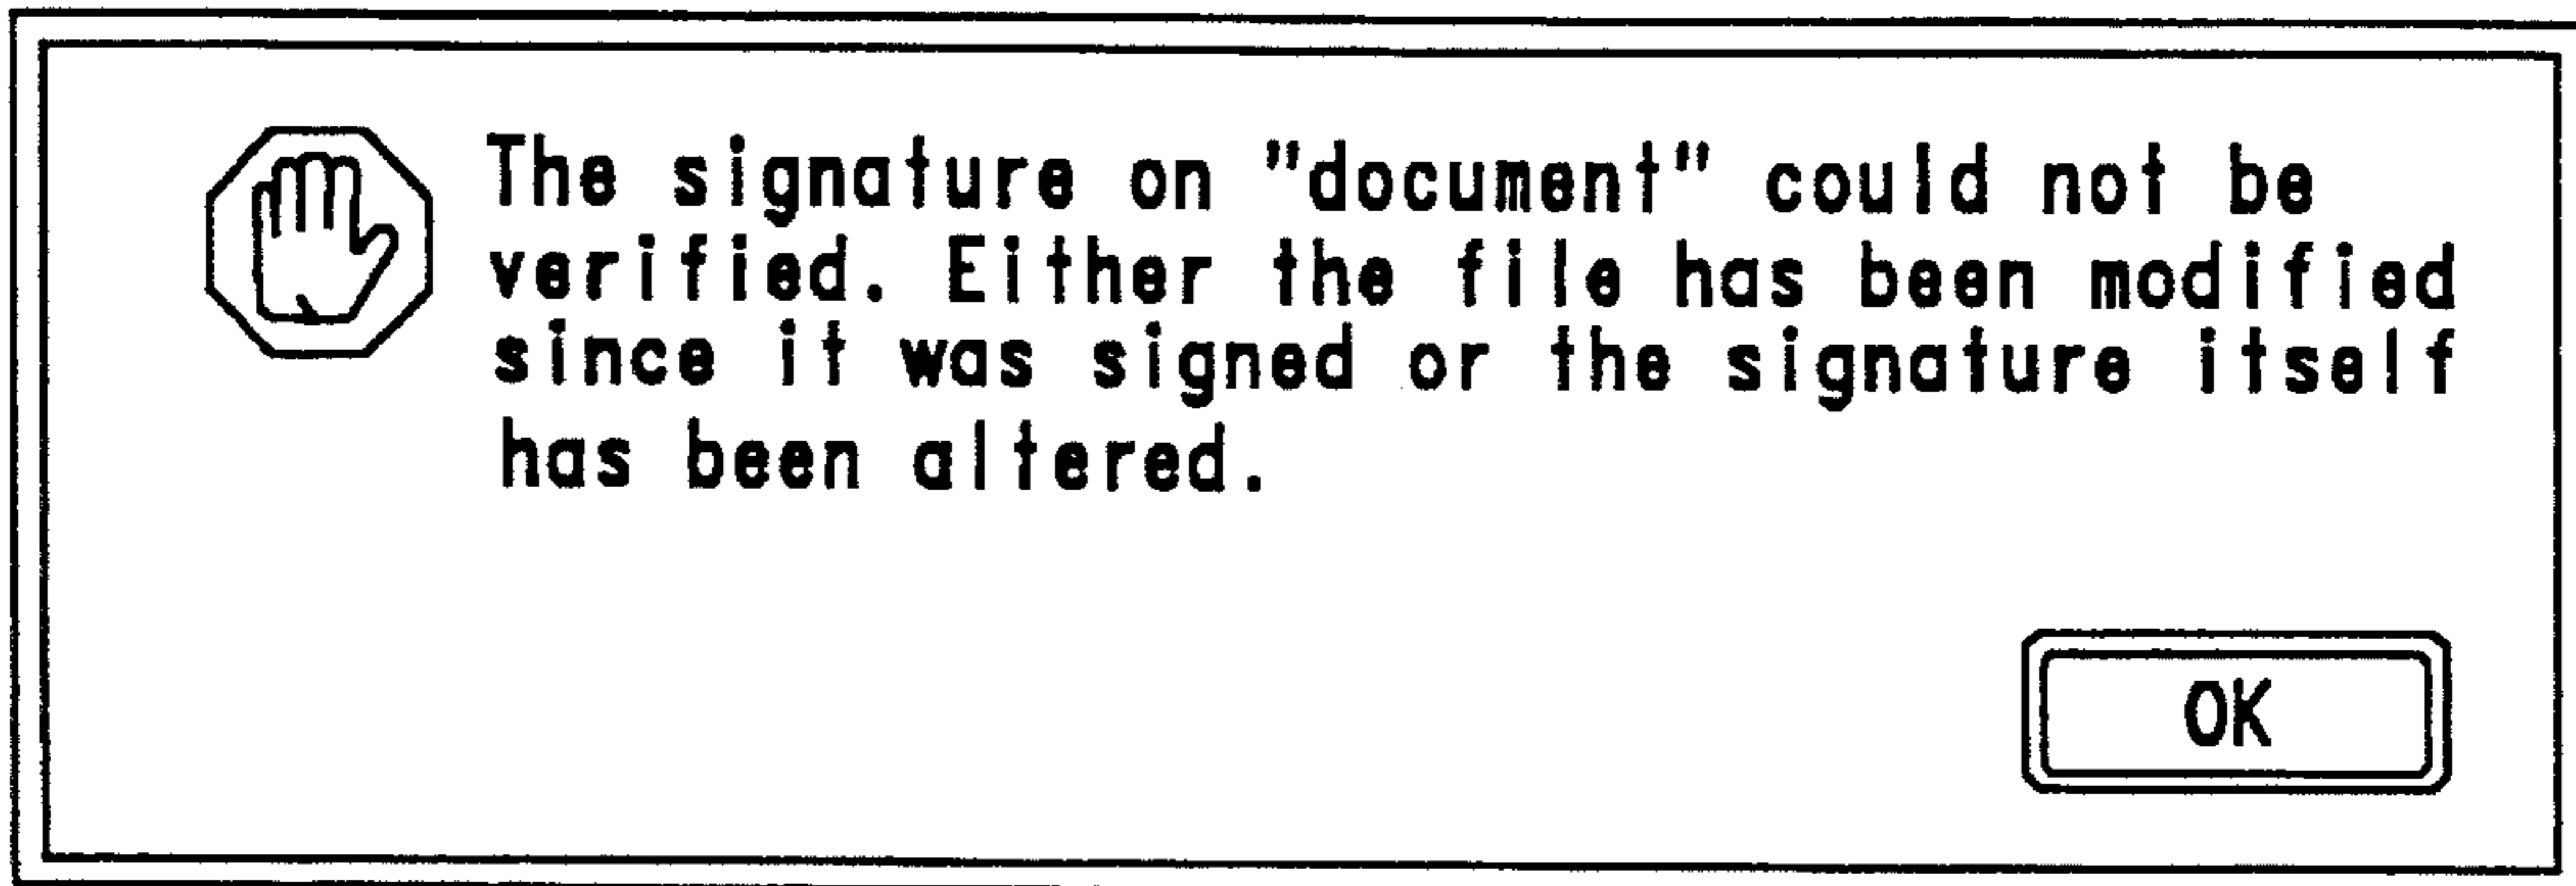 The signature on "document" could not be
verified. Either the file has been modified
since it was signed or the signature itself
has been altered.
OK